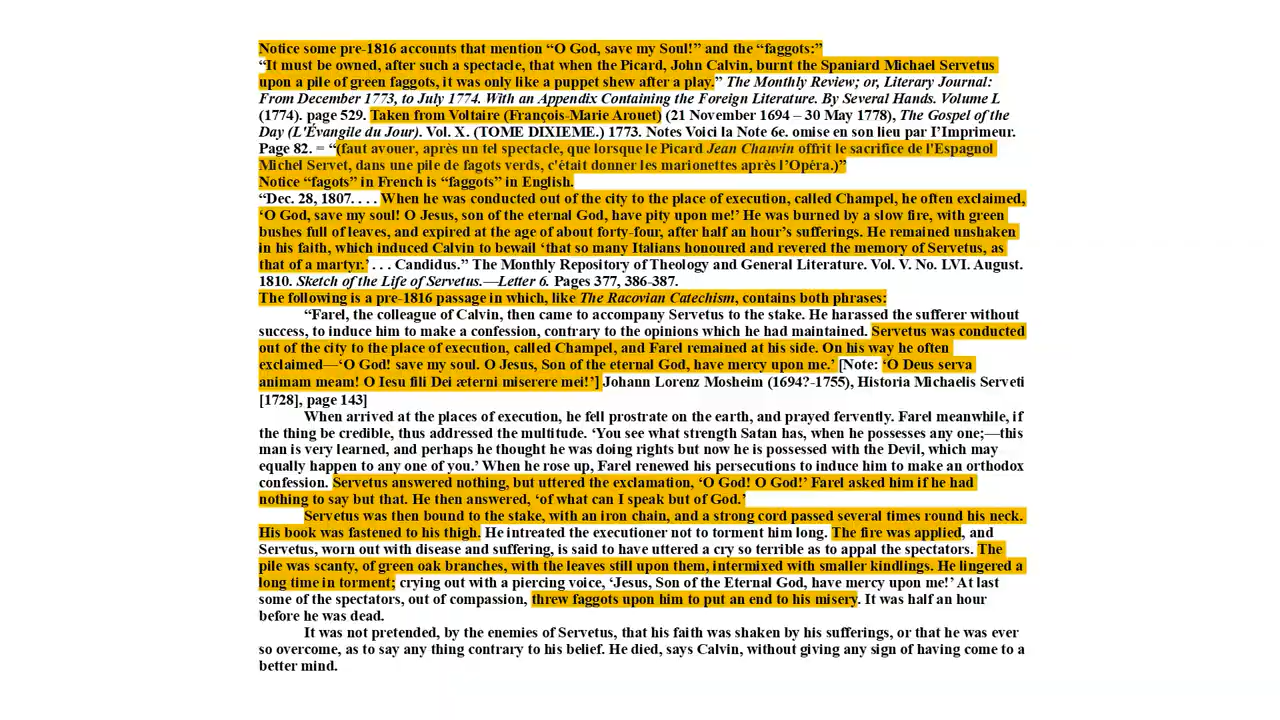 Notice some pre-1816 accounts that mention “O God, save my Soul!” and the “faggots:”
“It must be owned, after such a spectacle, that when the Picard, John Calvin, burnt the Spaniard Michael Servetus
upon a pile of green faggots, it was only like a puppet shew after a play.” The Monthly Review; or, Literary Journal:
From December 1773, to July 1774. With an Appendix Containing the Foreign Literature. By Several Hands. Volume L
(1774). page 529. Taken from Voltaire (François-Marie Arouet) (21 November 1694 – 30 May 1778), The Gospel of the
Day (L'Évangile du Jour). Vol. X. (TOME DIXIEME.) 1773. Notes Voici la Note 6e. omise en son lieu par I’Imprimeur.
Page 82. = “(faut avouer, après un tel spectacle, que lorsque le Picard Jean Chauvin offrit le sacrifice de l'Espagnol
Michel Servet, dans une pile de fagots verds, c'était donner les marionettes après l’Opéra.)”
Notice “fagots” in French is “faggots” in English.
“Dec. 28, 1807. . . . When he was conducted out of the city to the place of execution, called Champel, he often exclaimed,
‘O God, save my soul! O Jesus, son of the eternal God, have pity upon me!’ He was burned by a slow fire, with green
bushes full of leaves, and expired at the age of about forty-four, after half an hour’s sufferings. He remained unshaken
in his faith, which induced Calvin to bewail ‘that so many Italians honoured and revered the memory of Servetus, as
that of a martyr.’ . . . Candidus.” The Monthly Repository of Theology and General Literature. Vol. V. No. LVI. August.
1810. Sketch of the Life of Servetus.—Letter 6. Pages 377, 386-387.
The following is a pre-1816 passage in which, like The Racovian Catechism, contains both phrases:
“Farel, the colleague of Calvin, then came to accompany Servetus to the stake. He harassed the sufferer without
success, to induce him to make a confession, contrary to the opinions which he had maintained. Servetus was conducted
out of the city to the place of execution, called Champel, and Farel remained at his side. On his way he often
exclaimed—‘O God! save my soul. O Jesus, Son of the eternal God, have mercy upon me.’ [Note: ‘O Deus serva
animam meam! O Iesu fili Dei æterni miserere mei!’] Johann Lorenz Mosheim (1694?-1755), Historia Michaelis Serveti
[1728], page 143]
When arrived at the places of execution, he fell prostrate on the earth, and prayed fervently. Farel meanwhile, if
the thing be credible, thus addressed the multitude. ‘You see what strength Satan has, when he possesses any one;—this
man is very learned, and perhaps he thought he was doing rights but now he is possessed with the Devil, which may
equally happen to any one of you.’ When he rose up, Farel renewed his persecutions to induce him to make an orthodox
confession. Servetus answered nothing, but uttered the exclamation, ‘O God! O God!’ Farel asked him if he had
nothing to say but that. He then answered, ‘of what can I speak but of God.’
Servetus was then bound to the stake, with an iron chain, and a strong cord passed several times round his neck.
His book was fastened to his thigh. He intreated the executioner not to torment him long. The fire was applied, and
Servetus, worn out with disease and suffering, is said to have uttered a cry so terrible as to appal the spectators. The
pile was scanty, of green oak branches, with the leaves still upon them, intermixed with smaller kindlings. He lingered a
long time in torment; crying out with a piercing voice, ‘Jesus, Son of the Eternal God, have mercy upon me!’ At last
some of the spectators, out of compassion, threw faggots upon him to put an end to his misery. It was half an hour
before he was dead.
It was not pretended, by the enemies of Servetus, that his faith was shaken by his sufferings, or that he was ever
so overcome, as to say any thing contrary to his belief. He died, says Calvin, without giving any sign of having come to a
better mind.